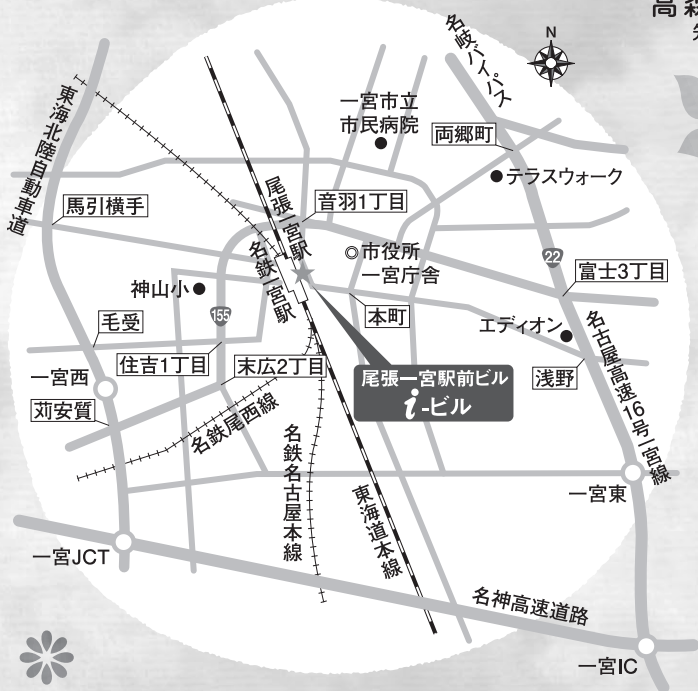 高森
名岐バイパス
N
東海北陸自動車道
一宮市立
市民病院
両郷町
テラスウォーク
馬引横手
尾張一宮駅
音羽1丁目
名鉄一宮駅
市役所
一宮庁舎
22
富士3丁目
神山小
155
本町
エディオン
毛受
住吉1丁目
末広2丁目
尾張一宮駅前ビル
i-ビル
浅野
名古屋高速16号一宮線
一宮西
苅安賀
名鉄尾西線
名鉄名古屋本線
東海道本線
一宮東
一宮JCT
名神高速道路
一宮IC